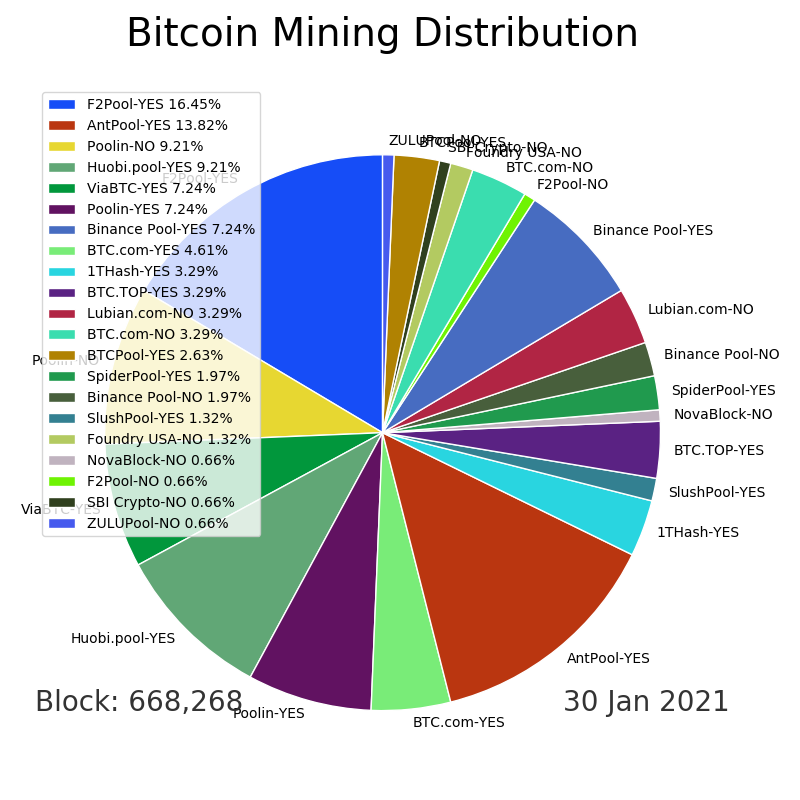 Bitcoin Mining Distribution
F2Pool-YES 16.45%
AntPool-YES 13.82%
Poolin-NO 9.21%
Huobi.pool-YES 9.21%
ViaBTC-YES 7.24%
Poolin-YES 7.24%
Binance Pool-YES 7.24%
BTC.com-YES 4.61%
1THash-YES 3.29%
BTC.TOP-YES 3.29%
Lubian.com-NO 3.29%
BTC.com-NO 3.29%
BTCPool-YES 2.63%
SpiderPool-YES 1.97%
Binance Pool-NO 1.97%
SlushPool-YES 1.32%
Foundry USA-NO 1.32%
NovaBlock-NO 0.66%
F2Pool-NO 0.66%
SBI Crypto-NO 0.66%
ZULUPool-NO 0.66%
ZULUPool-NO
BTCPool-YES
SBI Crypto-NO
Foundry USA-NO
BTC.com-NO
F2Pool-NO
Binance Pool-YES
Lubian.com-NO
Binance Pool-NO
SpiderPool-YES
NovaBlock-NO
BTC.TOP-YES
SlushPool-YES
1THash-YES
AntPool-YES
BTC.com-YES
Poolin-YES
Huobi.pool-YES
ViaBTC-YES
Poolin-NO
F2Pool-YES
Block: 668,268
30 Jan 2021